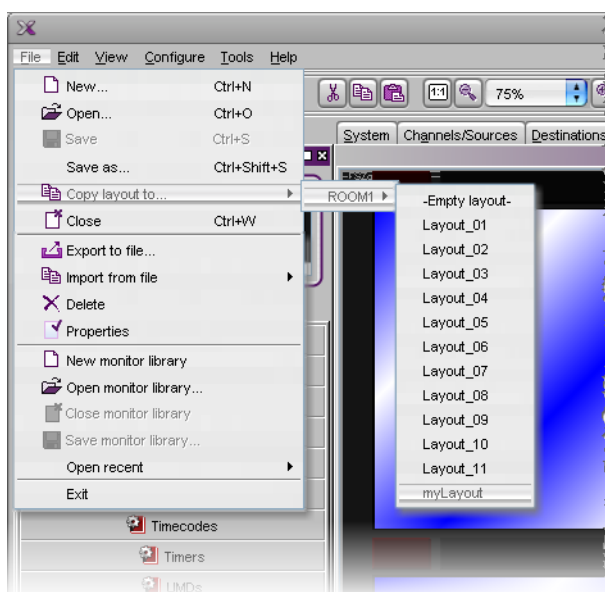 File Edit View Configure Tools Help
New... Ctrl+N
Open... Ctrl+O
Save Ctrl+S
Save as... Ctrl+Shift+S
Copy layout to...
Close Ctrl+W
Export to file...
Import from file
Delete
Properties
New monitor library
Open monitor library...
Close monitor library
Save monitor library...
Open recent
Exit
Timecodes
Timers
UMDs
1:1 75%
System Channels/Sources Destinations
ROOM1
-Empty layout-
Layout_01
Layout_02
Layout_03
Layout_04
Layout_05
Layout_06
Layout_07
Layout_08
Layout_09
Layout_10
Layout_11
myLayout